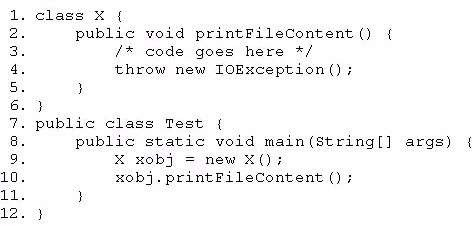 1. class X {
2.     public void printFileContent() {
3.         /* code goes here */
4.         throw new IOException();
5.     }
6. }
7. public class Test {
8.     public static void main(String[] args) {
9.         X xobj = new X();
10.         xobj.printFileContent();
11.     }
12. }